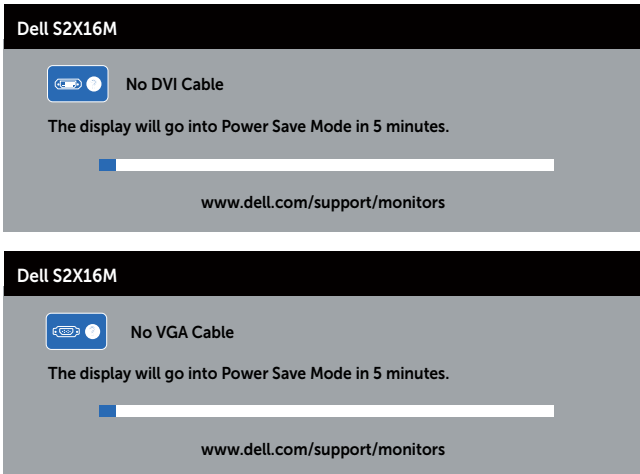 Dell S2X16M
No DVI Cable
The display will go into Power Save Mode in 5 minutes.
www.dell.com/support/monitors
Dell S2X16M
No VGA Cable
The display will go into Power Save Mode in 5 minutes.
www.dell.com/support/monitors